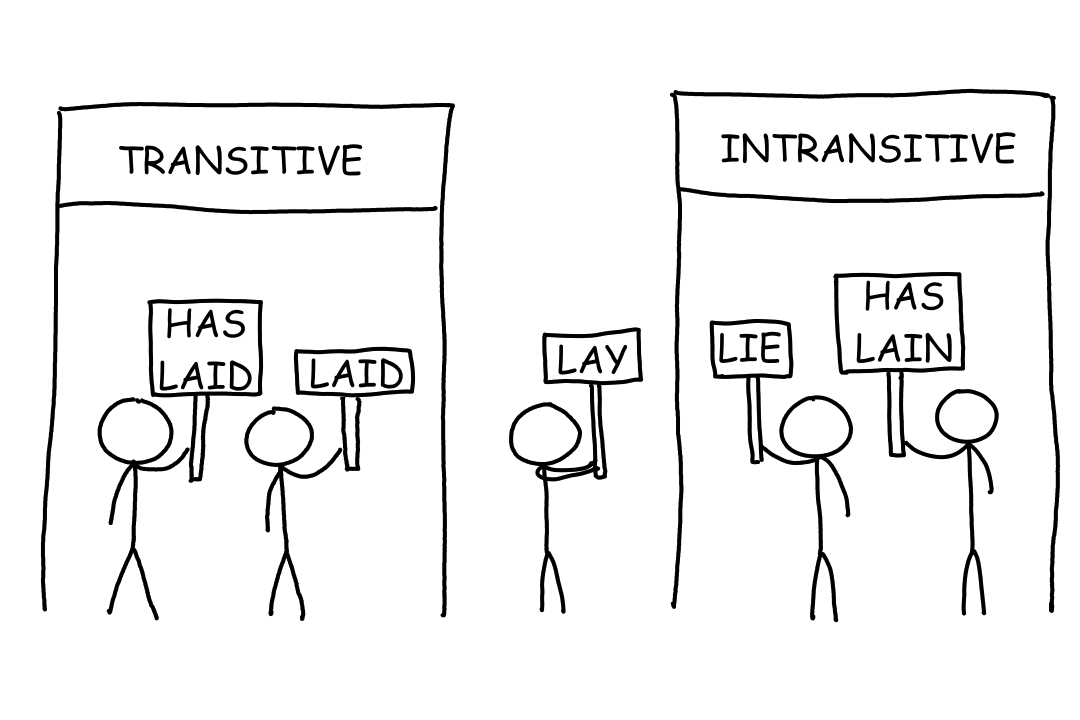 TRANSITIVE
INTRANSITIVE
HAS
LAID
LAID
LAY
LIE
HAS
LAIN